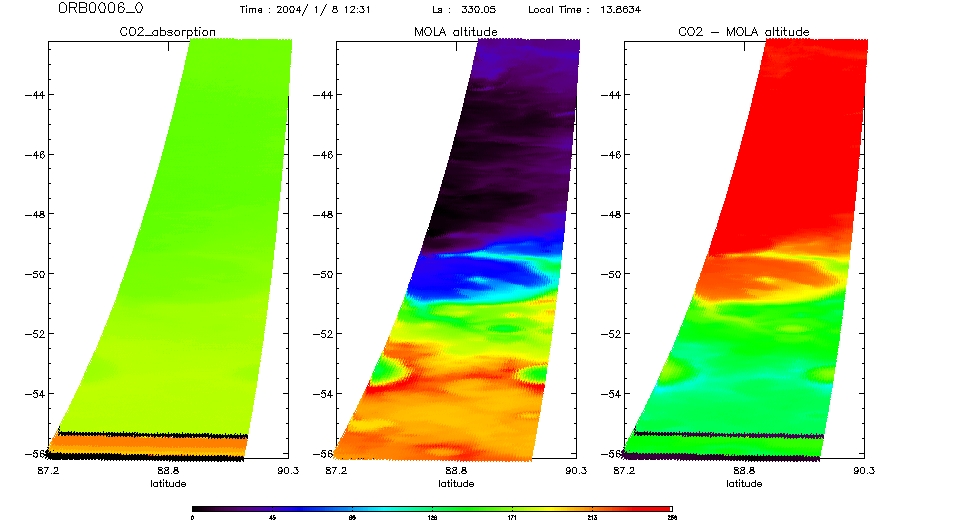 ORB0006_0
Time : 2004/ 1/ 8 12:31 Ls : 330.05 Local Time : 13.8634
CO2_absorption MOLA altitude CO2 − MOLA altitude
−44 −44 −44
−46 −46 −46
−48 −48 −48
−50 −50 −50
−52 −52 −52
−54 −54 −54
−56 −56 −56
87.2 88.8 90.3 87.2 88.8 90.3 87.2 88.8 90.3
latitude latitude latitude
0 45 128 171 213